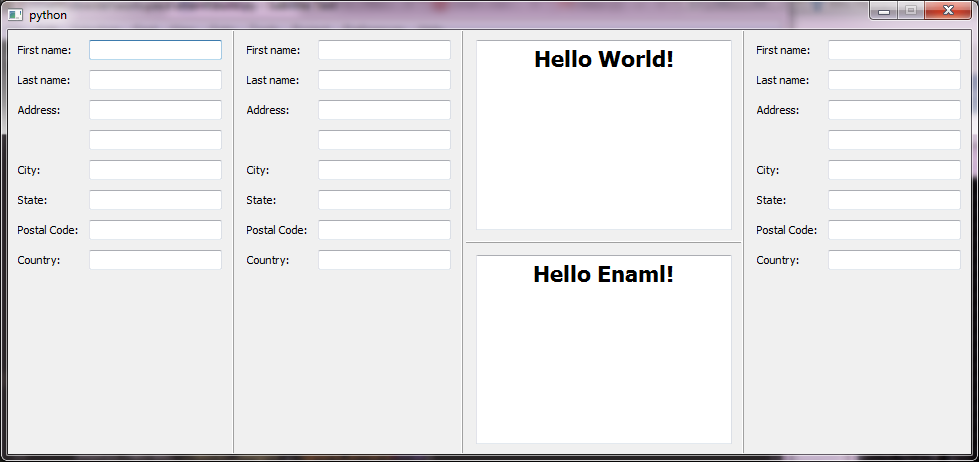 python
First name:
Last name:
Address:
City:
State:
Postal Code:
Country:
First name:
Last name:
Address:
City:
State:
Postal Code:
Country:
Hello World!
Hello Enaml!
First name:
Last name:
Address:
City:
State:
Postal Code:
Country: